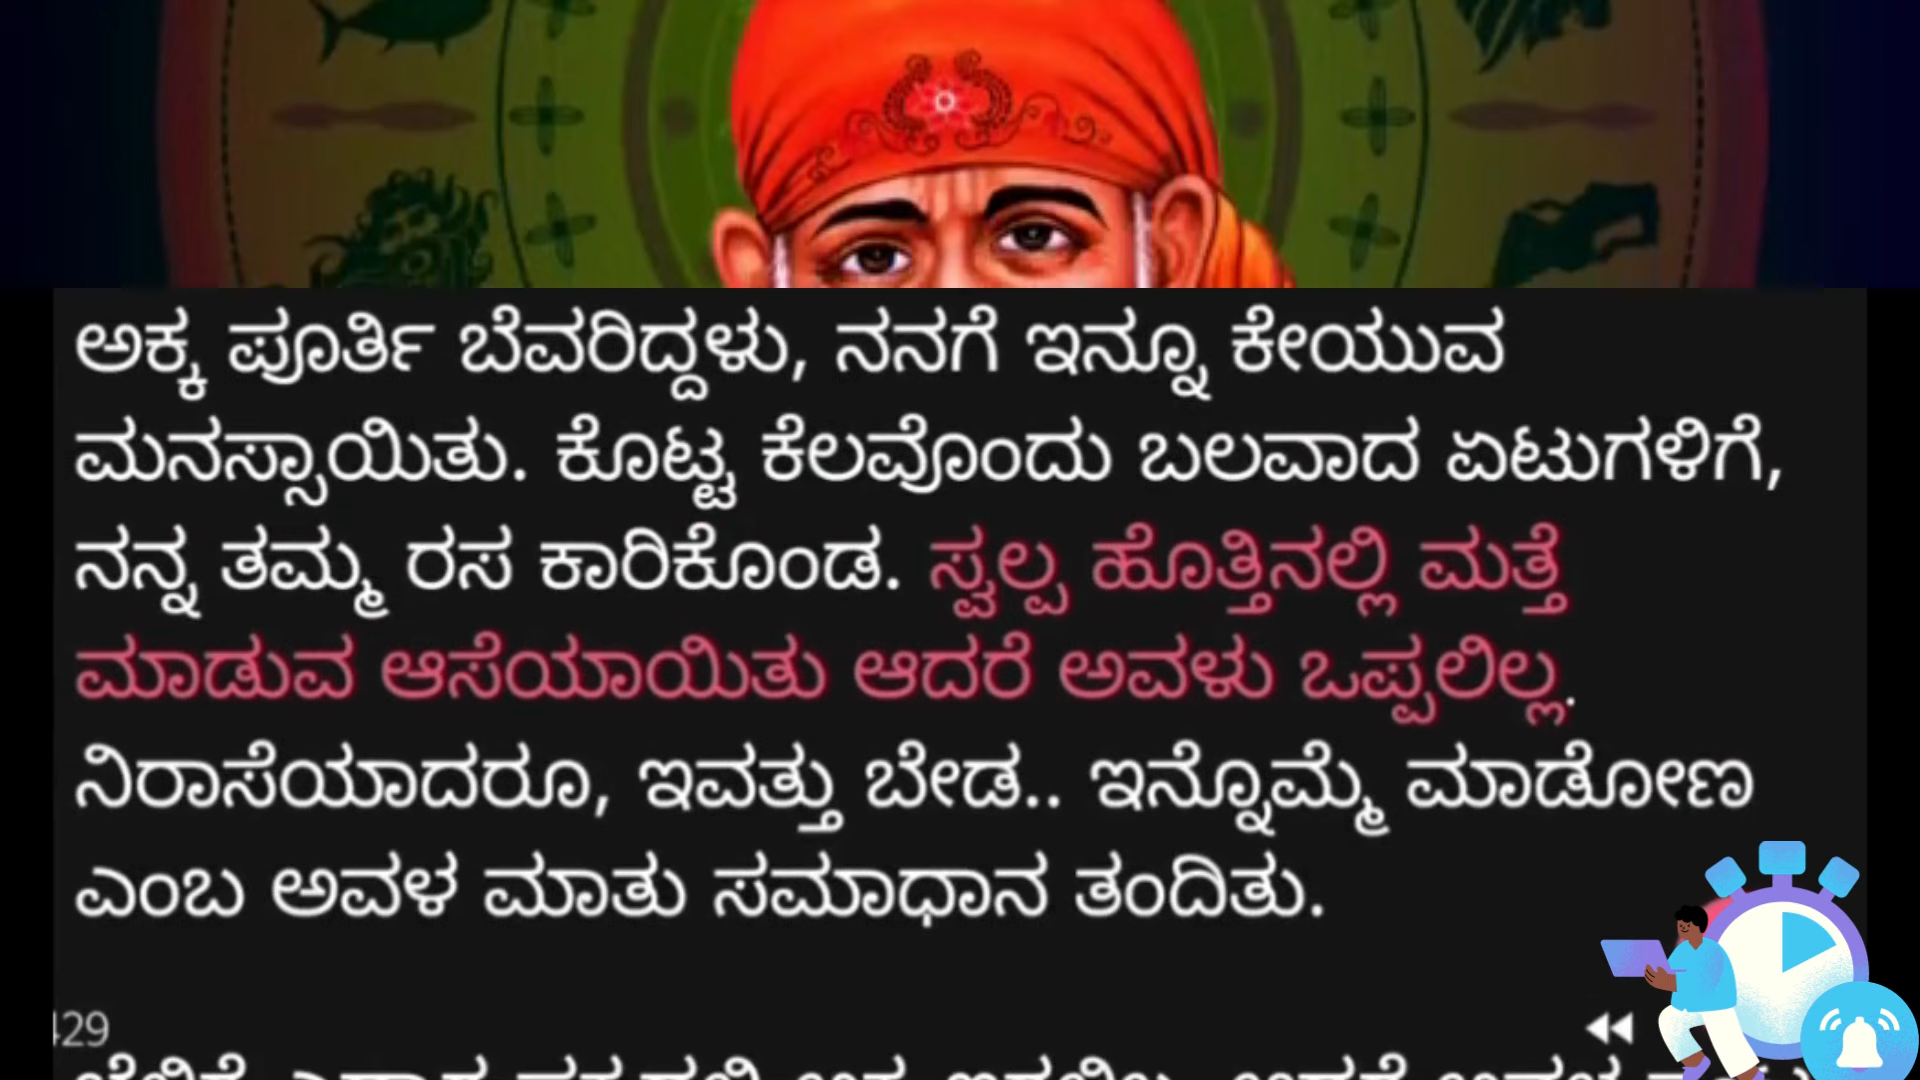 ಅಕ್ಕ ಪೂರ್ತಿ ಬೆವರಿದ್ದಳು, ನನಗೆ ಇನ್ನೂ ಕೇಯುವ
ಮನಸ್ಸಾಯಿತು. ಕೊಟ್ಟ ಕೆಲವೊಂದು ಬಲವಾದ ಏಟುಗಳಿಗೆ,
ನನ್ನ ತಮ್ಮ ರಸ ಕಾರಿಕೊಂಡ. ಸ್ವಲ್ಪ ಹೊತ್ತಿನಲ್ಲಿ ಮತ್ತೆ
ಮಾಡುವ ಆಸೆಯಾಯಿತು ಆದರೆ ಅವಳು ಒಪ್ಪಲಿಲ್ಲ.
ನಿರಾಸೆಯಾದರೂ, ಇವತ್ತು ಬೇಡ.. ಇನ್ನೊಮ್ಮೆ ಮಾಡೋಣ
ಎಂಬ ಅವಳ ಮಾತು ಸಮಾಧಾನ ತಂದಿತು.
429